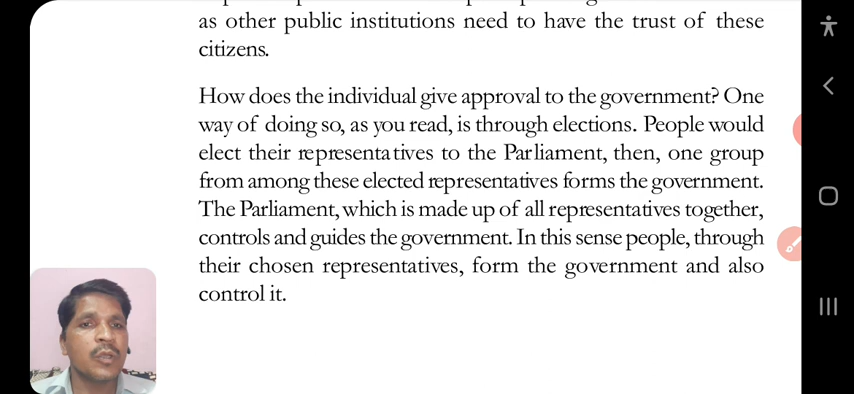 as other public institutions need to have the trust of these
citizens.
How does the individual give approval to the government? One
way of doing so, as you read, is through elections. People would
elect their representatives to the Parliament, then, one group
from among these elected representatives forms the government.
The Parliament, which is made up of all representatives together,
controls and guides the government. In this sense people, through
their chosen representatives, form the government and also
control it.